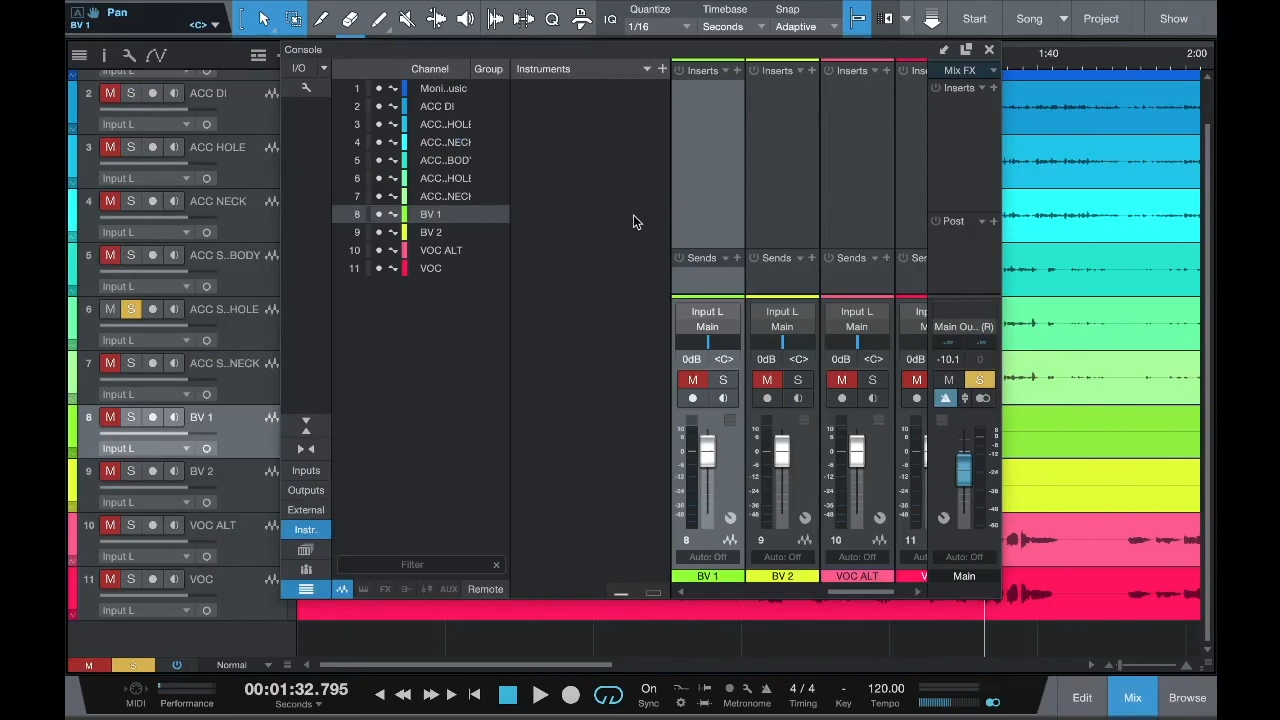 Pan
BV 1
<C>
IQ
Quantize
1/16
Timebase
Seconds
Snap
Adaptive
Start
Song
Project
Show
Console
1:40
2:00
I/O
Channel
Group
Instruments
1 Moni..usic
2 ACC DI
3 ACC..HOLE
4 ACC..NECK
5 ACC..BODY
6 ACC..HOLE
7 ACC..NECK
8 BV 1
9 BV 2
10 VOC ALT
11 VOC
Inputs
Outputs
External
Instr.
Filter
FX
AUX
Remote
2 M S ACC DI
Input L
3 M S ACC HOLE
Input L
4 M S ACC NECK
Input L
5 M S ACC S..BODY
Input L
6 M S ACC S..HOLE
Input L
7 M S ACC S..NECK
Input L
8 M S BV 1
Input L
9 M S BV 2
Input L
10 M S VOC ALT
Input L
11 M S VOC
Input L
Inserts Inserts Inserts Inserts Mix FX
Inserts
Post
Sends Sends Sends Ser
Input L Input L Input L Inp
Main Main Main M Main Ou.. (R)
0dB <C> 0dB <C> 0dB <C> 0dB -10.1 0
M S M S M S M M S
8 9 10 11
Auto: Off Auto: Off Auto: Off Auto: Off
BV 1 BV 2 VOC ALT V Main
M S Normal
MIDI
Performance
00:01:32.795
Seconds
On
Sync
Metronome
4 / 4
Timing
-
Key
120.00
Tempo
Edit
Mix
Browse